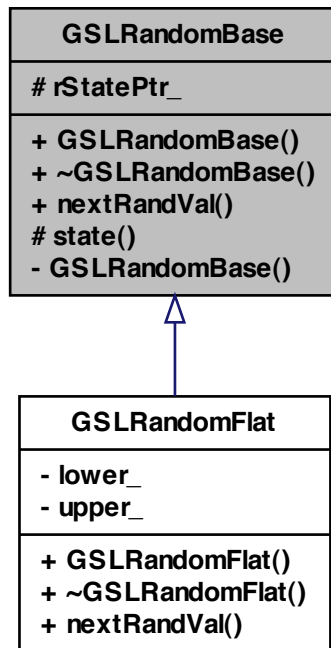 GSLRandomBase
# rStatePtr_
+ GSLRandomBase()
+ ~GSLRandomBase()
+ nextRandVal()
# state()
- GSLRandomBase()
GSLRandomFlat
- lower_
- upper_
+ GSLRandomFlat()
+ ~GSLRandomFlat()
+ nextRandVal()